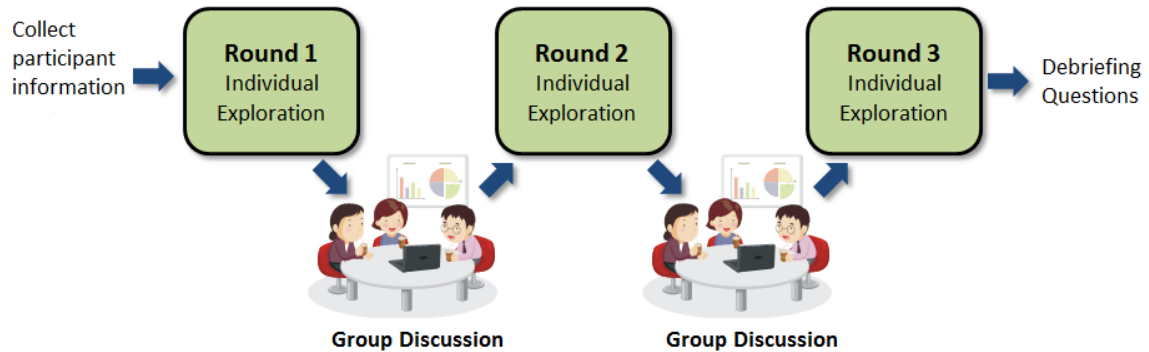 Collect
participant
information
Round 1
Individual
Exploration
Group Discussion
Round 2
Individual
Exploration
Group Discussion
Round 3
Individual
Exploration
Debriefing
Questions